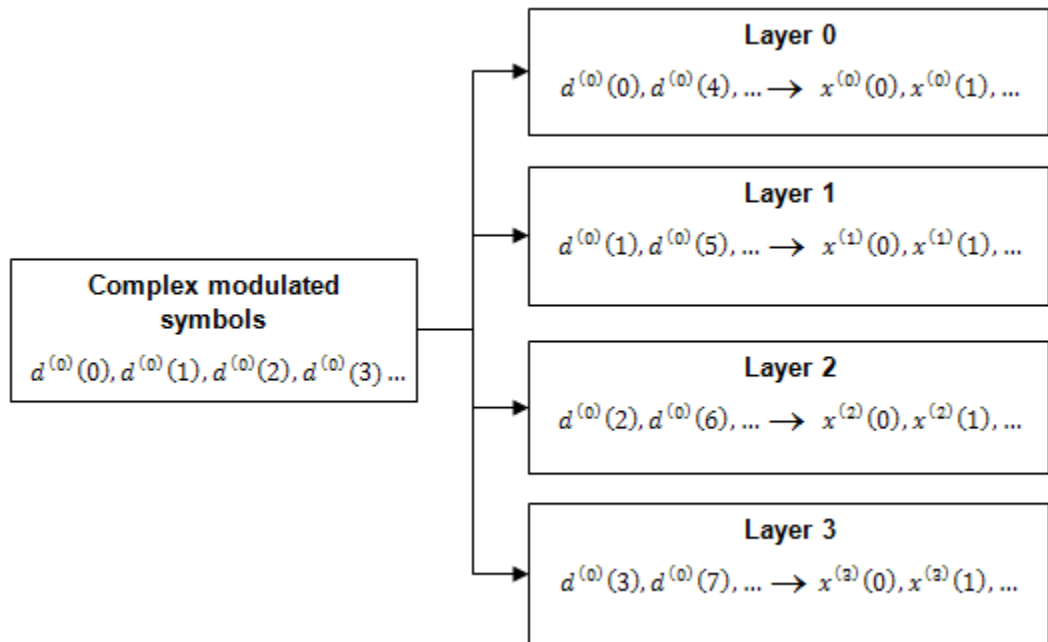 Layer 0
d⁽⁰⁾(0), d⁽⁰⁾(4), ... → x⁽⁰⁾(0), x⁽⁰⁾(1), ...
Layer 1
d⁽⁰⁾(1), d⁽⁰⁾(5), ... → x⁽¹⁾(0), x⁽¹⁾(1), ...
Complex modulated
symbols
d⁽⁰⁾(0), d⁽⁰⁾(1), d⁽⁰⁾(2), d⁽⁰⁾(3) ...
Layer 2
d⁽⁰⁾(2), d⁽⁰⁾(6), ... → x⁽²⁾(0), x⁽²⁾(1), ...
Layer 3
d⁽⁰⁾(3), d⁽⁰⁾(7), ... → x⁽³⁾(0), x⁽³⁾(1), ...